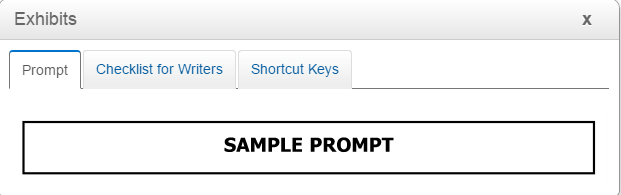 Exhibits x
Prompt Checklist for Writers Shortcut Keys
SAMPLE PROMPT